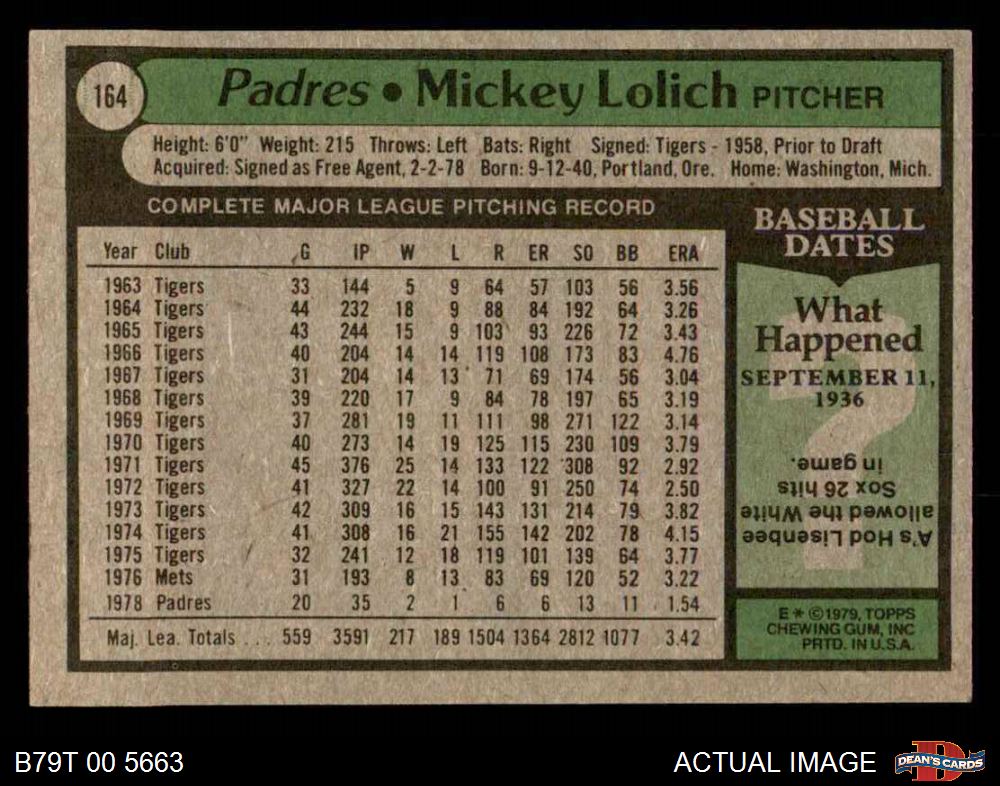 164
Padres • Mickey Lolich PITCHER
Height: 6'0" Weight: 215 Throws: Left Bats: Right Signed: Tigers - 1958, Prior to Draft
Acquired: Signed as Free Agent, 2-2-78 Born: 9-12-40, Portland, Ore. Home: Washington, Mich.
COMPLETE MAJOR LEAGUE PITCHING RECORD
Year Club G IP W L R ER SO BB ERA
1963 Tigers 33 144 5 9 64 57 103 56 3.56
1964 Tigers 44 232 18 9 88 84 192 64 3.26
1965 Tigers 43 244 15 9 103 93 226 72 3.43
1966 Tigers 40 204 14 14 119 108 173 83 4.76
1967 Tigers 31 204 14 13 71 69 174 56 3.04
1968 Tigers 39 220 17 9 84 78 197 65 3.19
1969 Tigers 37 281 19 11 111 98 271 122 3.14
1970 Tigers 40 273 14 19 125 115 230 109 3.79
1971 Tigers 45 376 25 14 133 122 308 92 2.92
1972 Tigers 41 327 22 14 100 91 250 74 2.50
1973 Tigers 42 309 16 15 143 131 214 79 3.82
1974 Tigers 41 308 16 21 155 142 202 78 4.15
1975 Tigers 32 241 12 18 119 101 139 64 3.77
1976 Mets 31 193 8 13 83 69 120 52 3.22
1978 Padres 20 35 2 1 6 6 13 11 1.54
Maj. Lea. Totals ... 559 3591 217 189 1504 1364 2812 1077 3.42
BASEBALL
DATES
What
Happened
SEPTEMBER 11,
1936
?
A's Hod Lisenbee
allowed the White
Sox 26 hits
in game.
E * © 1979, TOPPS
CHEWING GUM, INC
PRTD. IN U.S.A.
B79T 00 5663
ACTUAL IMAGE
D
DEAN'S CARDS